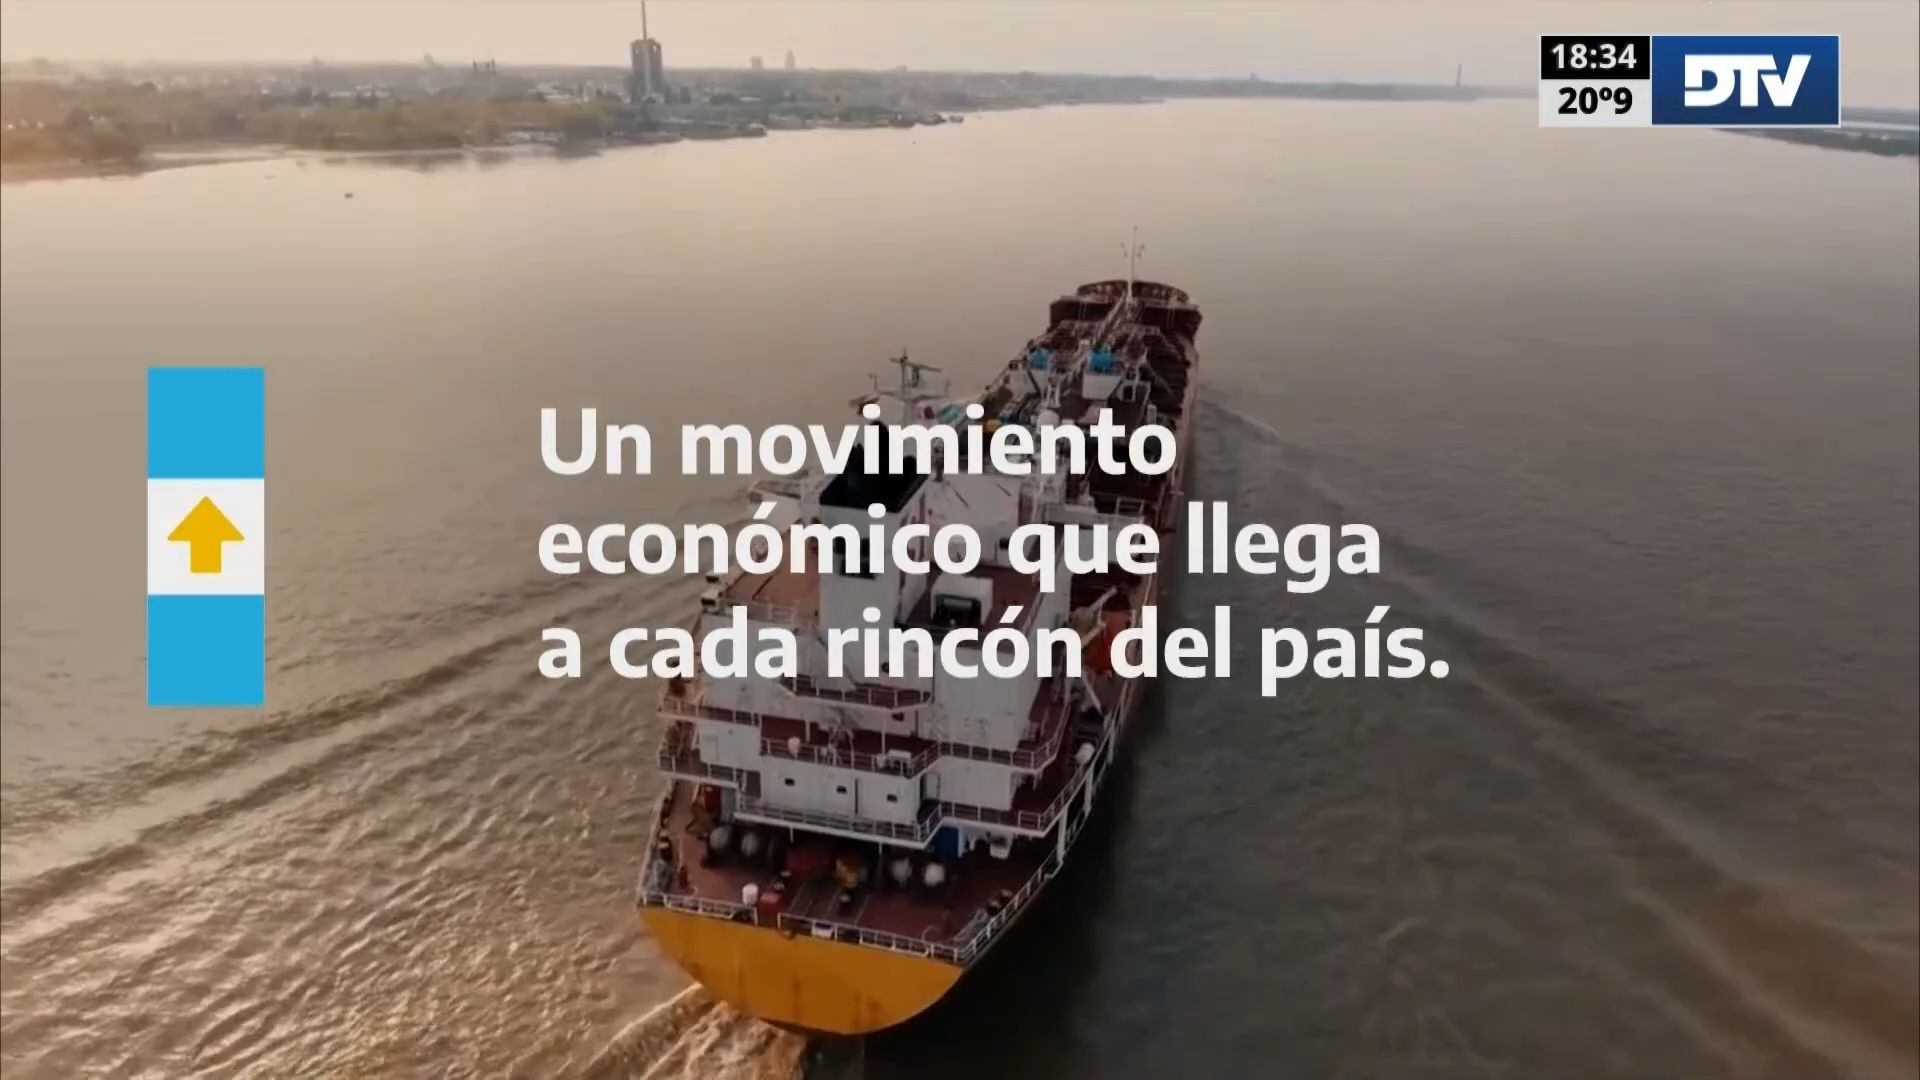 18:34
20º9
DTV
Un movimiento
económico que llega
a cada rincón del país.